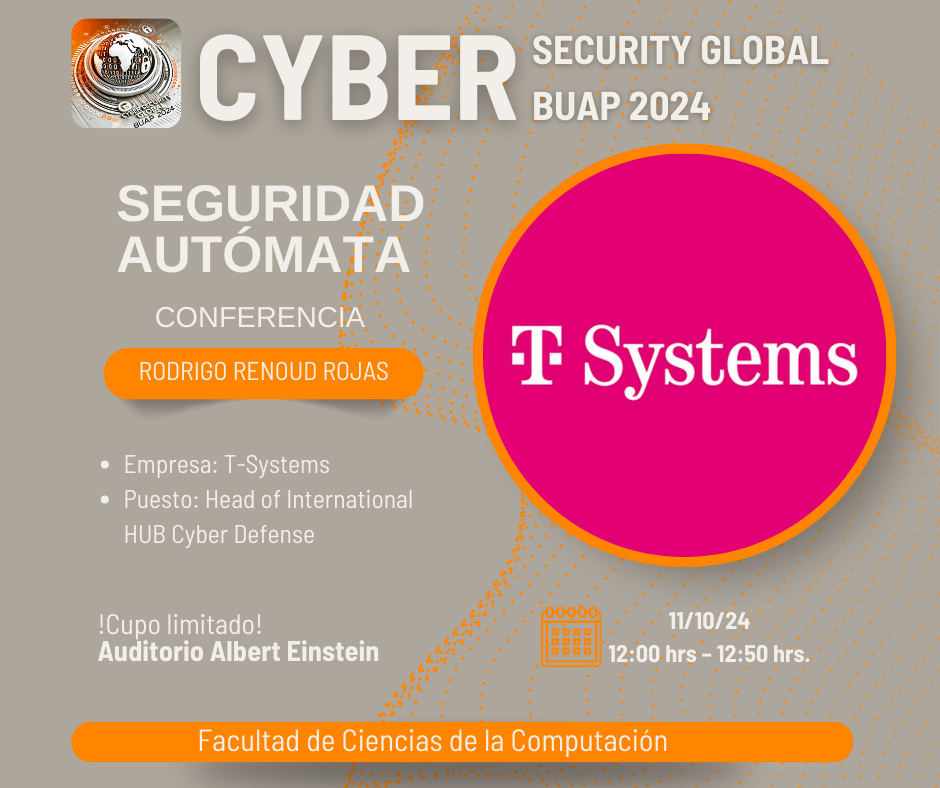 CYBER
SECURITY GLOBAL
BUAP 2024
SEGURIDAD
AUTÓMATA
CONFERENCIA
RODRIGO RENOUD ROJAS
T Systems
• Empresa: T-Systems
• Puesto: Head of International
HUB Cyber Defense
!Cupo limitado!
Auditorio Albert Einstein
11/10/24
12:00 hrs – 12:50 hrs.
Facultad de Ciencias de la Computación